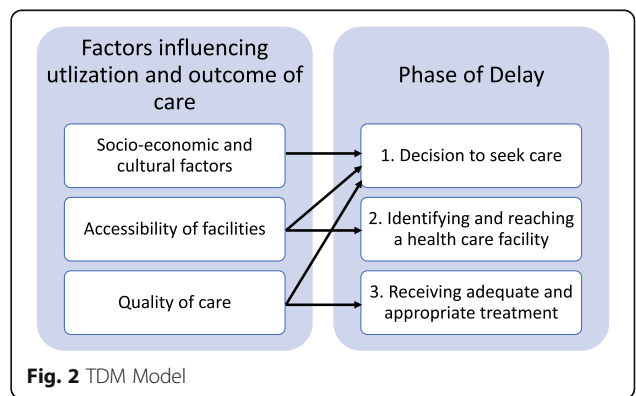 Factors influencing
utlization and outcome of
care
Phase of Delay
Socio-economic and
cultural factors
1. Decision to seek care
Accessibility of facilities
2. Identifying and reaching
a health care facility
Quality of care
3. Receiving adequate and
appropriate treatment
Fig. 2 TDM Model